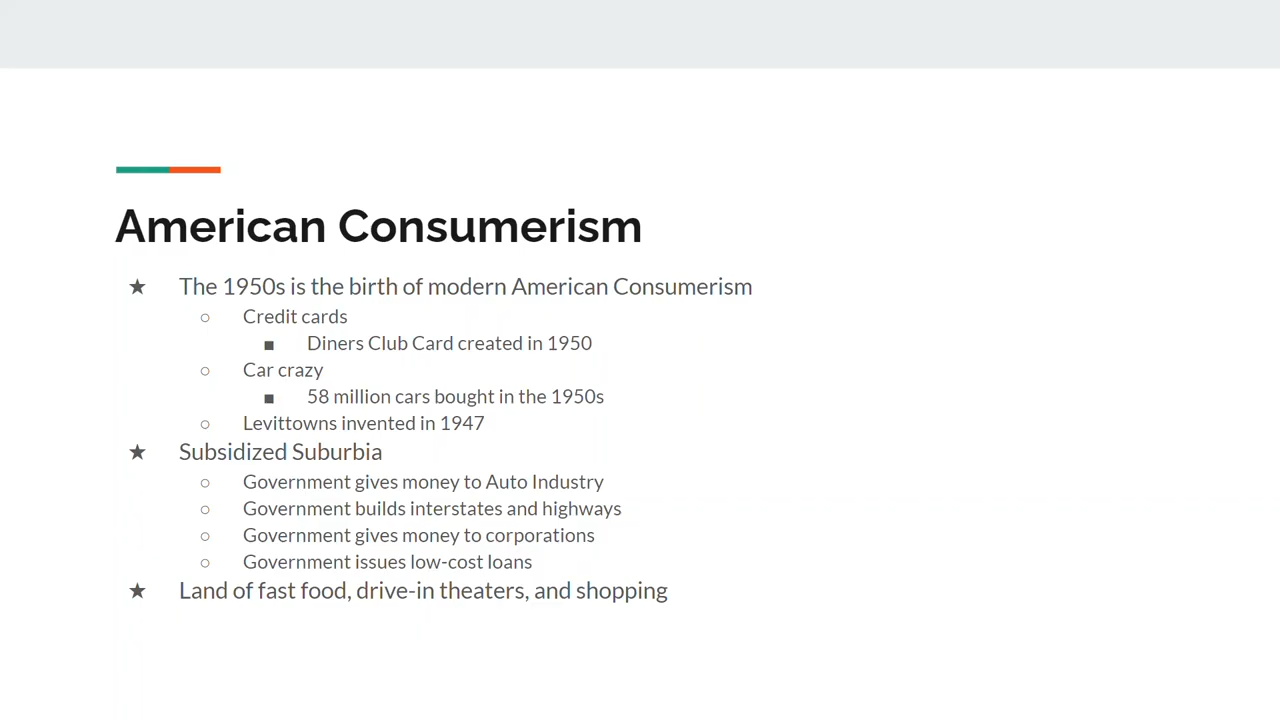 American Consumerism
★ The 1950s is the birth of modern American Consumerism
○ Credit cards
■ Diners Club Card created in 1950
○ Car crazy
■ 58 million cars bought in the 1950s
○ Levittowns invented in 1947
★ Subsidized Suburbia
○ Government gives money to Auto Industry
○ Government builds interstates and highways
○ Government gives money to corporations
○ Government issues low-cost loans
★ Land of fast food, drive-in theaters, and shopping